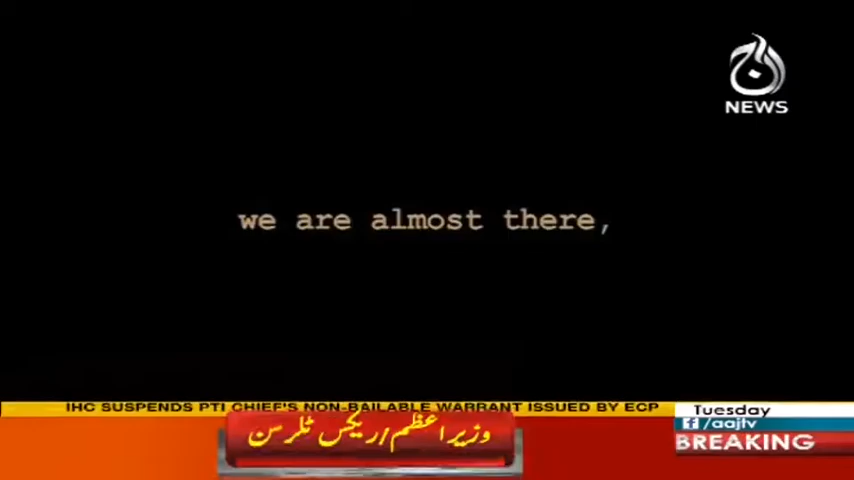 آج
NEWS
we are almost there,
IHC SUSPENDS PTI CHIEF'S NON-BAILABLE WARRANT ISSUED BY ECP
Tuesday
f /aajtv
BREAKING
وزیراعظم/ریکس ٹلرسن